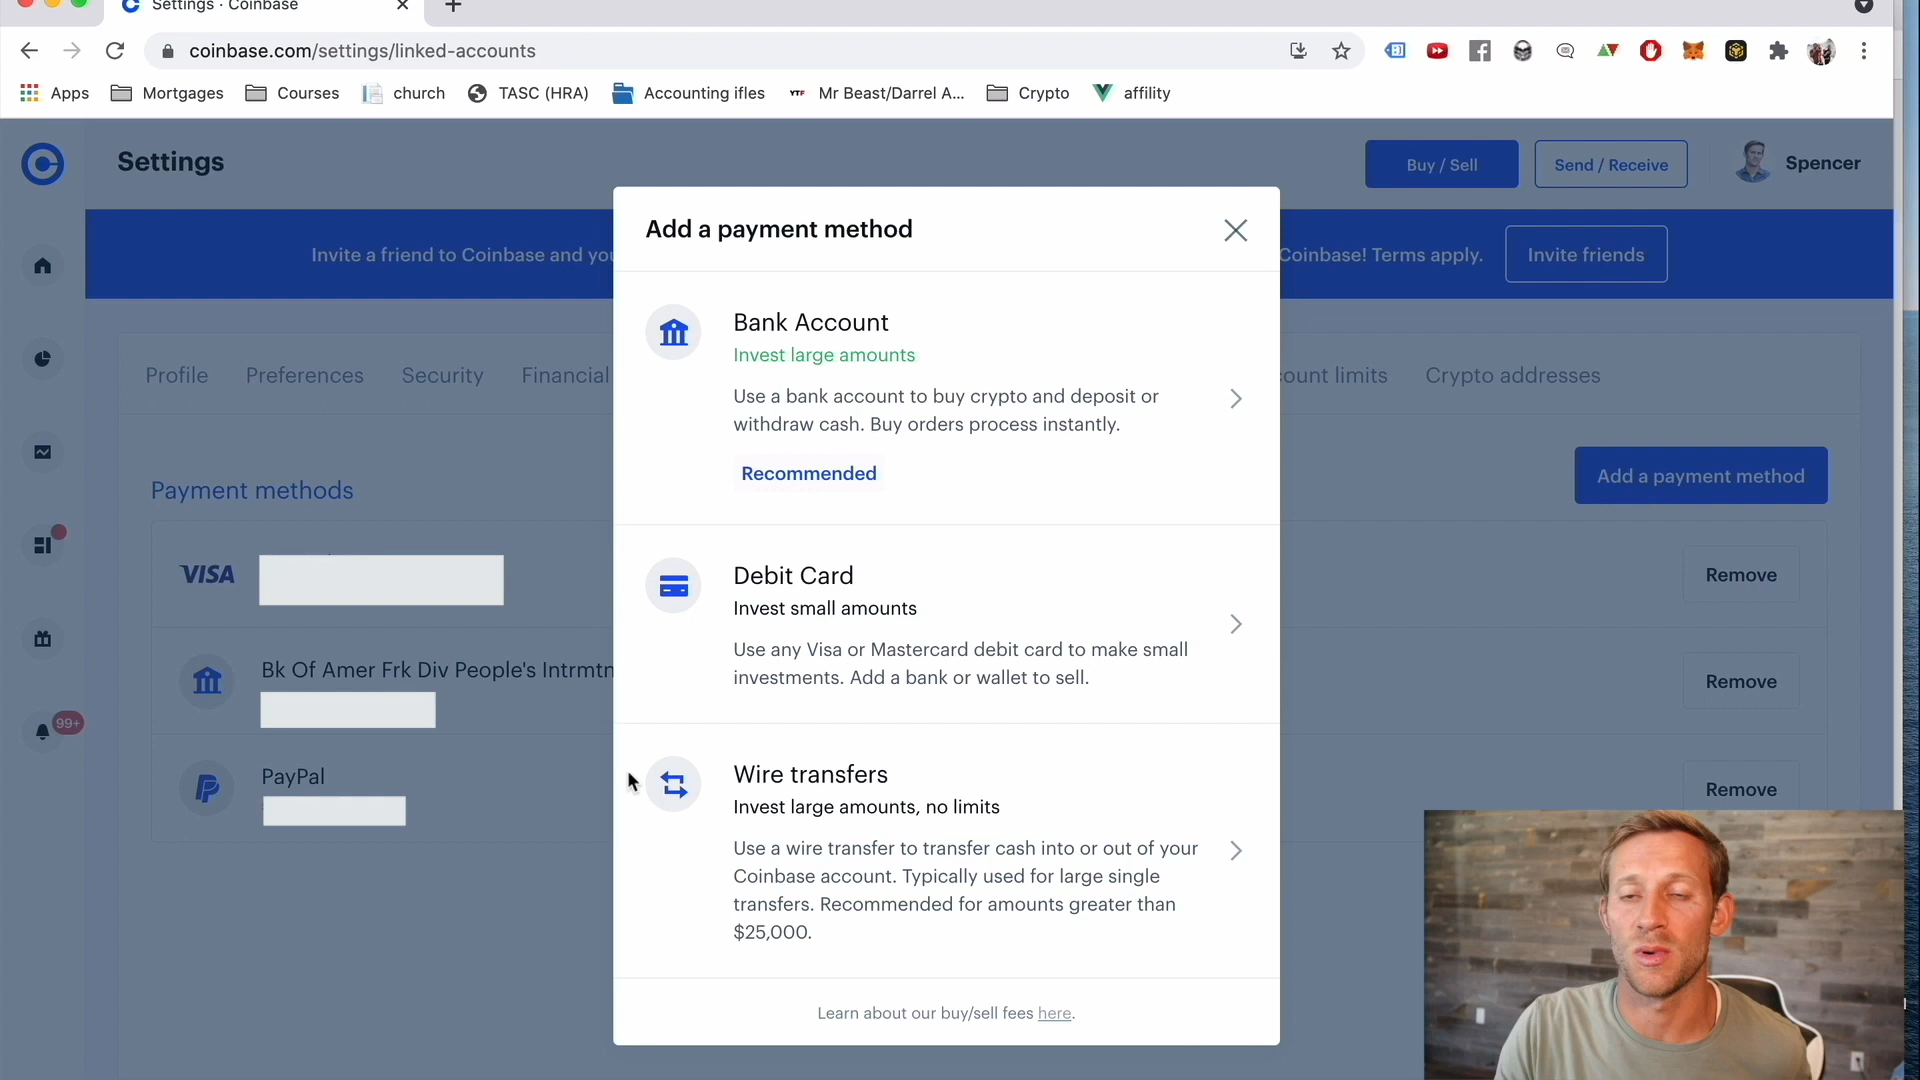 Settings - Coinbase
coinbase.com/settings/linked-accounts
Apps Mortgages Courses church TASC (HRA) Accounting ifles YTF Mr Beast/Darrel A... Crypto affility
Settings
Buy / Sell
Send / Receive
Spencer
Invite a friend to Coinbase and you
Coinbase! Terms apply.
Invite friends
Profile Preferences Security Financial
ount limits Crypto addresses
Payment methods
Add a payment method
VISA
Remove
Bk Of Amer Frk Div People's Intrmtn
Remove
99+
PayPal
Remove
Add a payment method
Bank Account
Invest large amounts
Use a bank account to buy crypto and deposit or
withdraw cash. Buy orders process instantly.
Recommended
Debit Card
Invest small amounts
Use any Visa or Mastercard debit card to make small
investments. Add a bank or wallet to sell.
Wire transfers
Invest large amounts, no limits
Use a wire transfer to transfer cash into or out of your
Coinbase account. Typically used for large single
transfers. Recommended for amounts greater than
$25,000.
Learn about our buy/sell fees here.